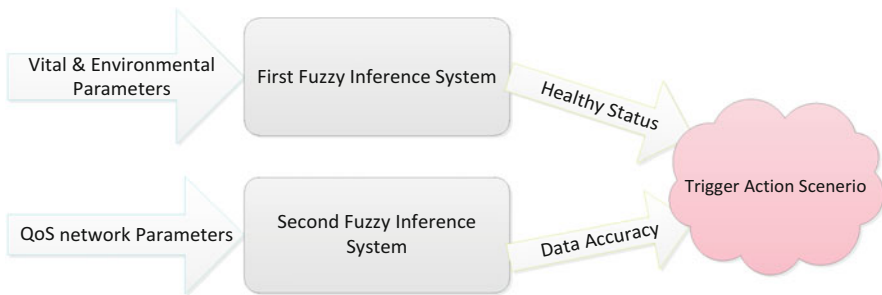 Vital & Environmental
Parameters
First Fuzzy Inference System
Healthy Status
Trigger Action Scenerio
QoS network Parameters
Second Fuzzy Inference
System
Data Accuracy